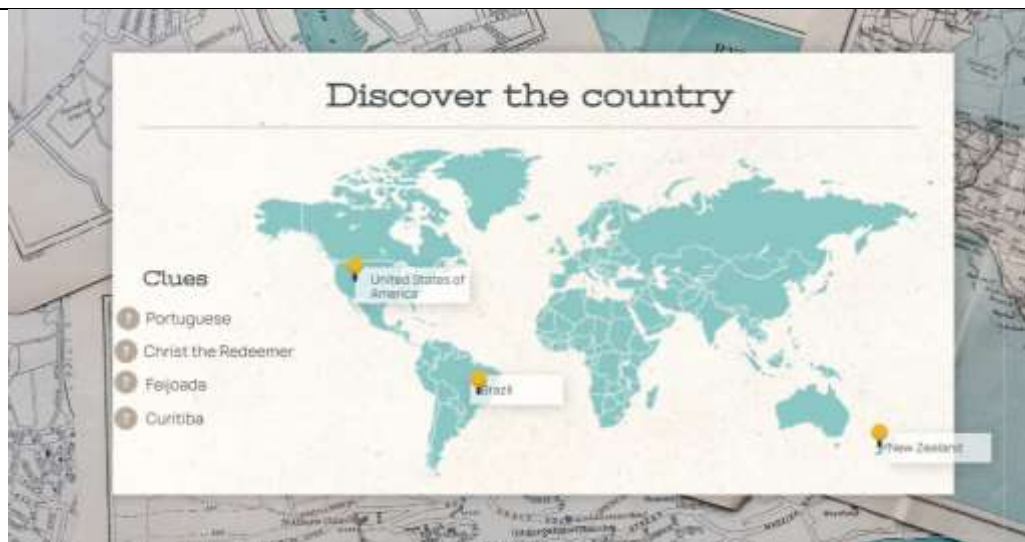 Discover the country
Clues
Portuguese
Christ the Redeemer
Feijoada
Curitiba
United States of
America
Brazil
New Zealand